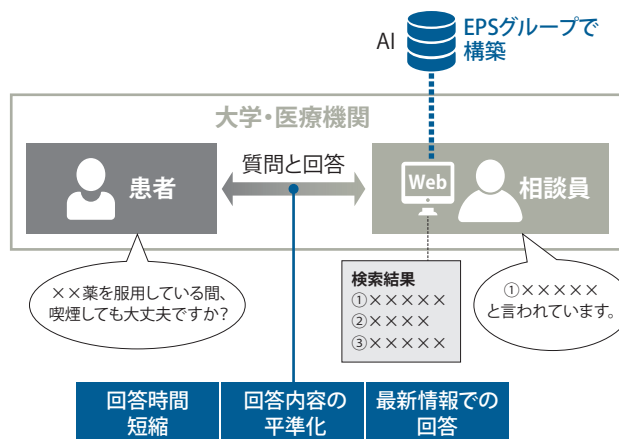 AI
EPSグループで
構築
大学・医療機関
患者
質問と回答
Web
相談員
××薬を服用している間、
喫煙しても大丈夫ですか？
検索結果
①×××××
②××××
③×××××
①×××××
と言われています。
回答時間
短縮
回答内容の
平準化
最新情報での
回答